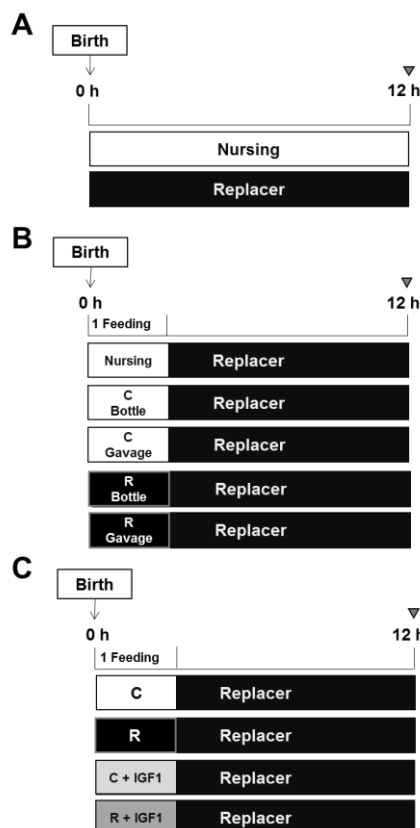 A
Birth
0 h 12 h
Nursing
Replacer
B
Birth
0 h 12 h
1 Feeding
Nursing Replacer
C
Bottle Replacer
C
Gavage Replacer
R
Bottle Replacer
R
Gavage Replacer
C
Birth
0 h 12 h
1 Feeding
C Replacer
R Replacer
C + IGF1 Replacer
R + IGF1 Replacer